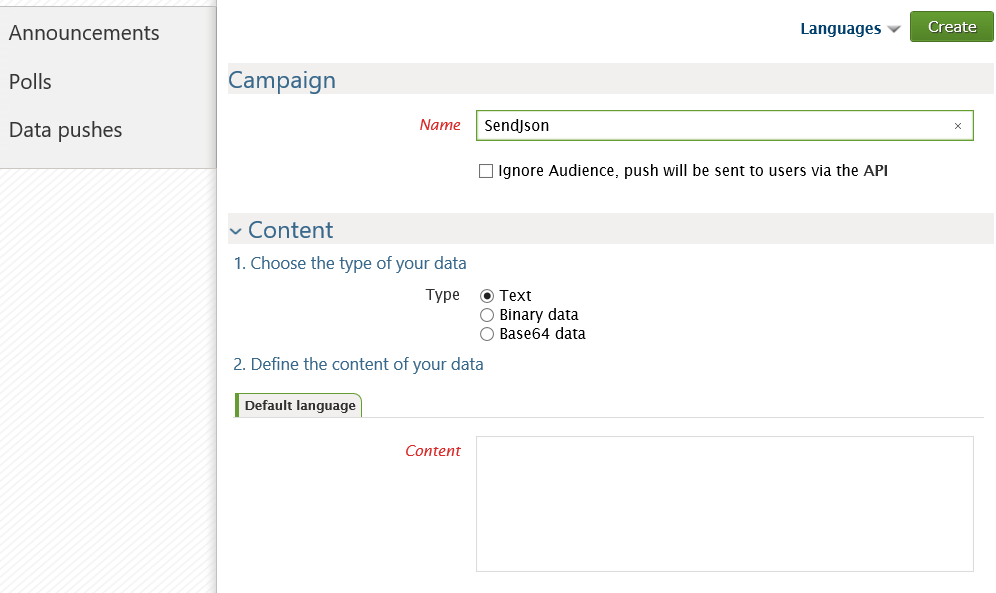 Announcements
Polls
Data pushes
Languages
Create
Campaign
Name
SendJson
×
Ignore Audience, push will be sent to users via the API
Content
1. Choose the type of your data
Type
Text
Binary data
Base64 data
2. Define the content of your data
Default language
Content